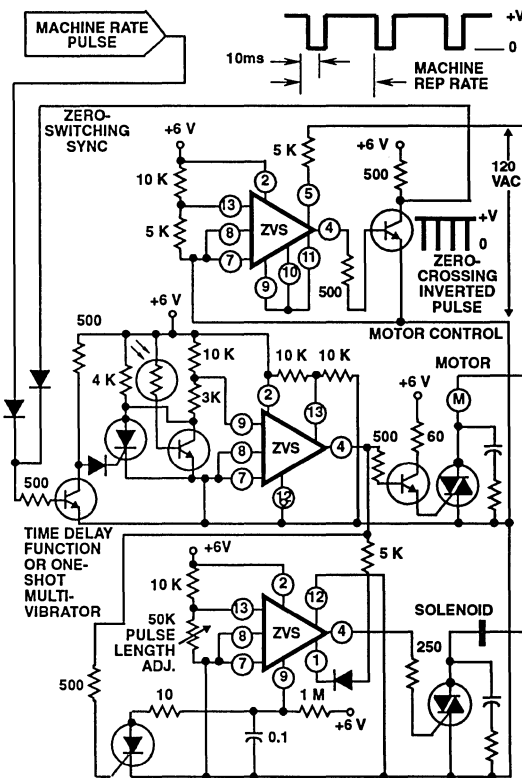 MACHINE RATE
PULSE
+V
0
10ms
MACHINE
REP RATE
ZERO-
SWITCHING
SYNC
+6 V
5 K
+6 V
500
120
VAC
10 K
2
5
13
5 K
8
ZVS
4
7
10
11
9
500
+V
0
ZERO-
CROSSING
INVERTED
PULSE
MOTOR CONTROL
500
+6 V
10 K
10 K
10 K
MOTOR
4 K
3K
2
13
+6 V
M
9
8
ZVS
4
500
60
7
12
500
TIME DELAY
FUNCTION
OR ONE-
SHOT
MULTI-
VIBRATOR
+6V
5 K
10 K
2
12
50K
PULSE
LENGTH
ADJ.
13
8
ZVS
4
7
1
9
SOLENOID
250
500
10
1 M
+6 V
0.1